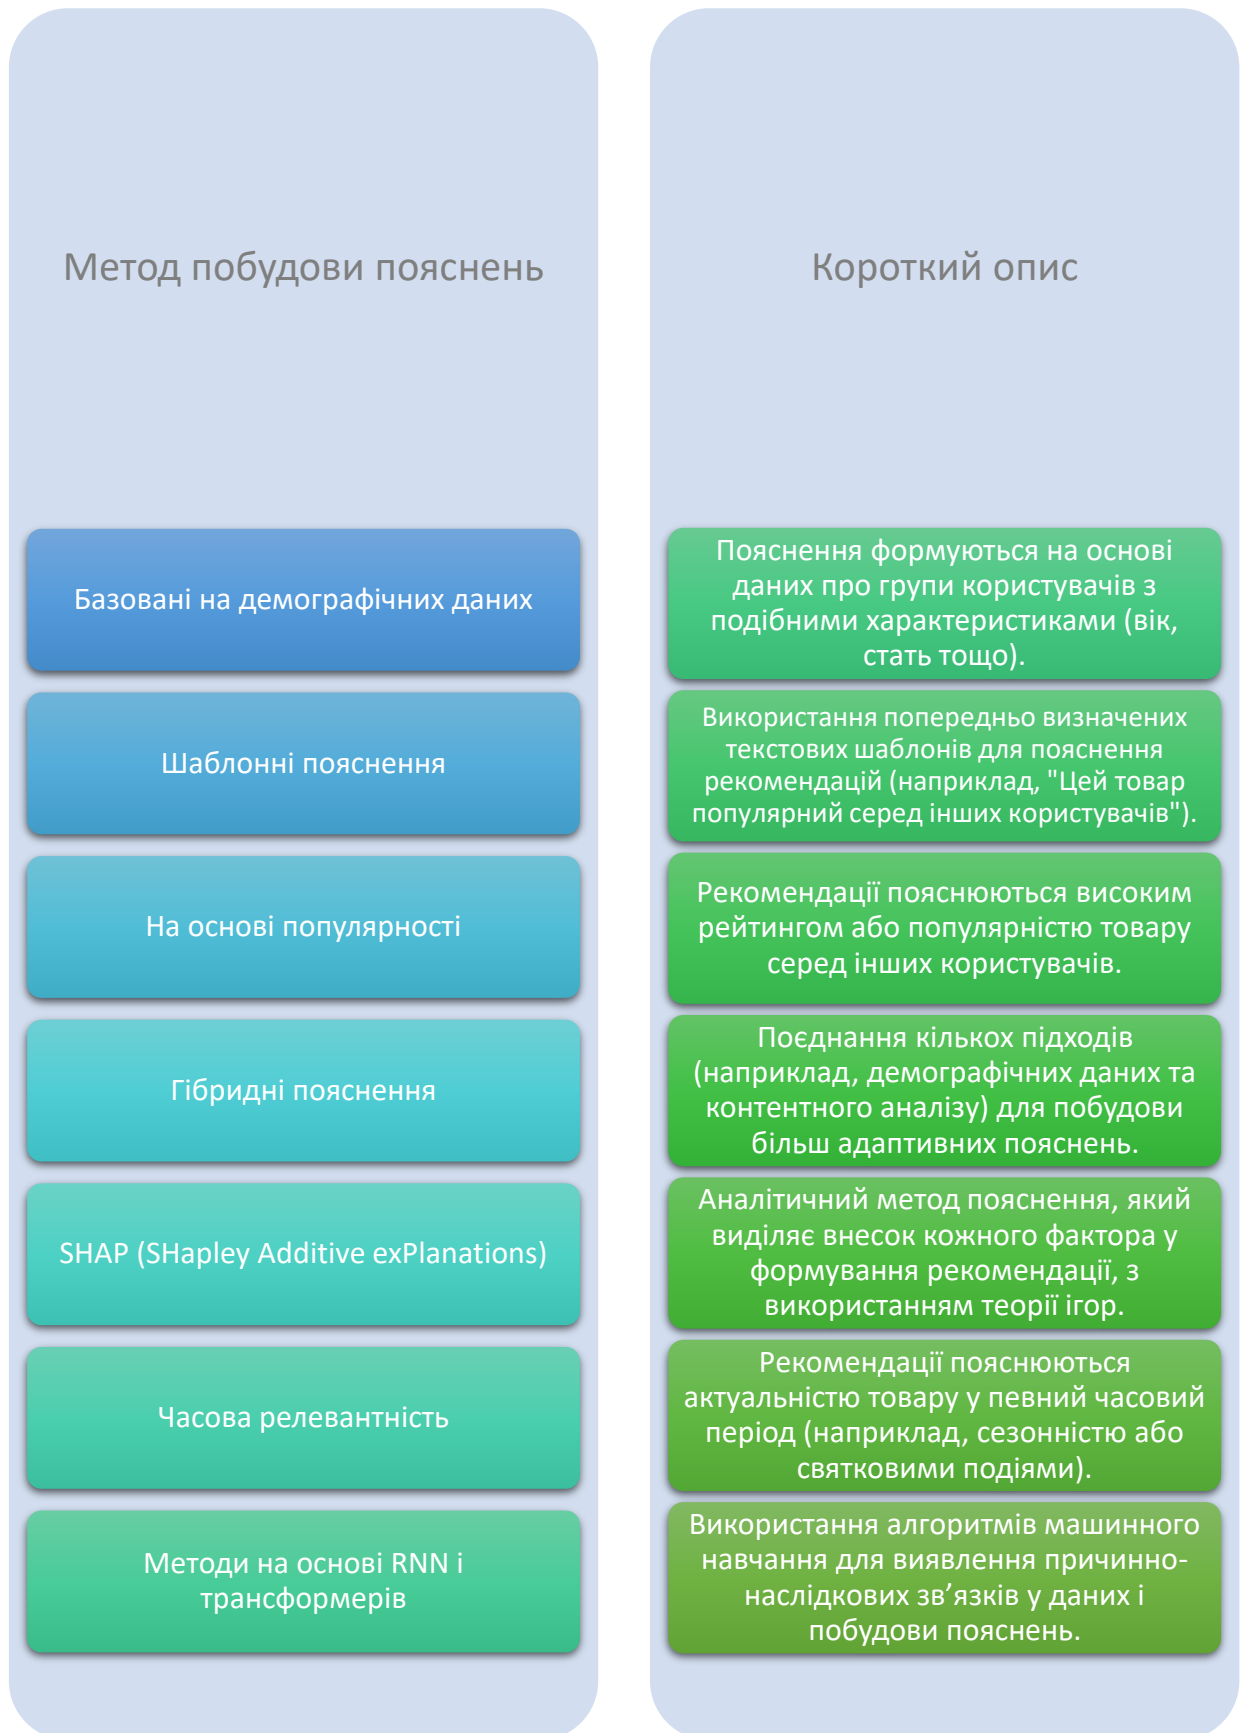 Метод побудови пояснень
Короткий опис
Базовані на демографічних даних
Пояснення формуються на основі
даних про групи користувачів з
подібними характеристиками (вік,
стать тощо).
Шаблонні пояснення
Використання попередньо визначених
текстових шаблонів для пояснення
рекомендацій (наприклад, "Цей товар
популярний серед інших користувачів").
На основі популярності
Рекомендації пояснюються високим
рейтингом або популярністю товару
серед інших користувачів.
Гібридні пояснення
Поєднання кількох підходів
(наприклад, демографічних даних та
контентного аналізу) для побудови
більш адаптивних пояснень.
SHAP (SHapley Additive exPlanations)
Аналітичний метод пояснення, який
виділяє внесок кожного фактора у
формування рекомендації, з
використанням теорії ігор.
Часова релевантність
Рекомендації пояснюються
актуальністю товару у певний часовий
період (наприклад, сезонністю або
святковими подіями).
Методи на основі RNN і
трансформерів
Використання алгоритмів машинного
навчання для виявлення причинно-
наслідкових зв’язків у даних і
побудови пояснень.